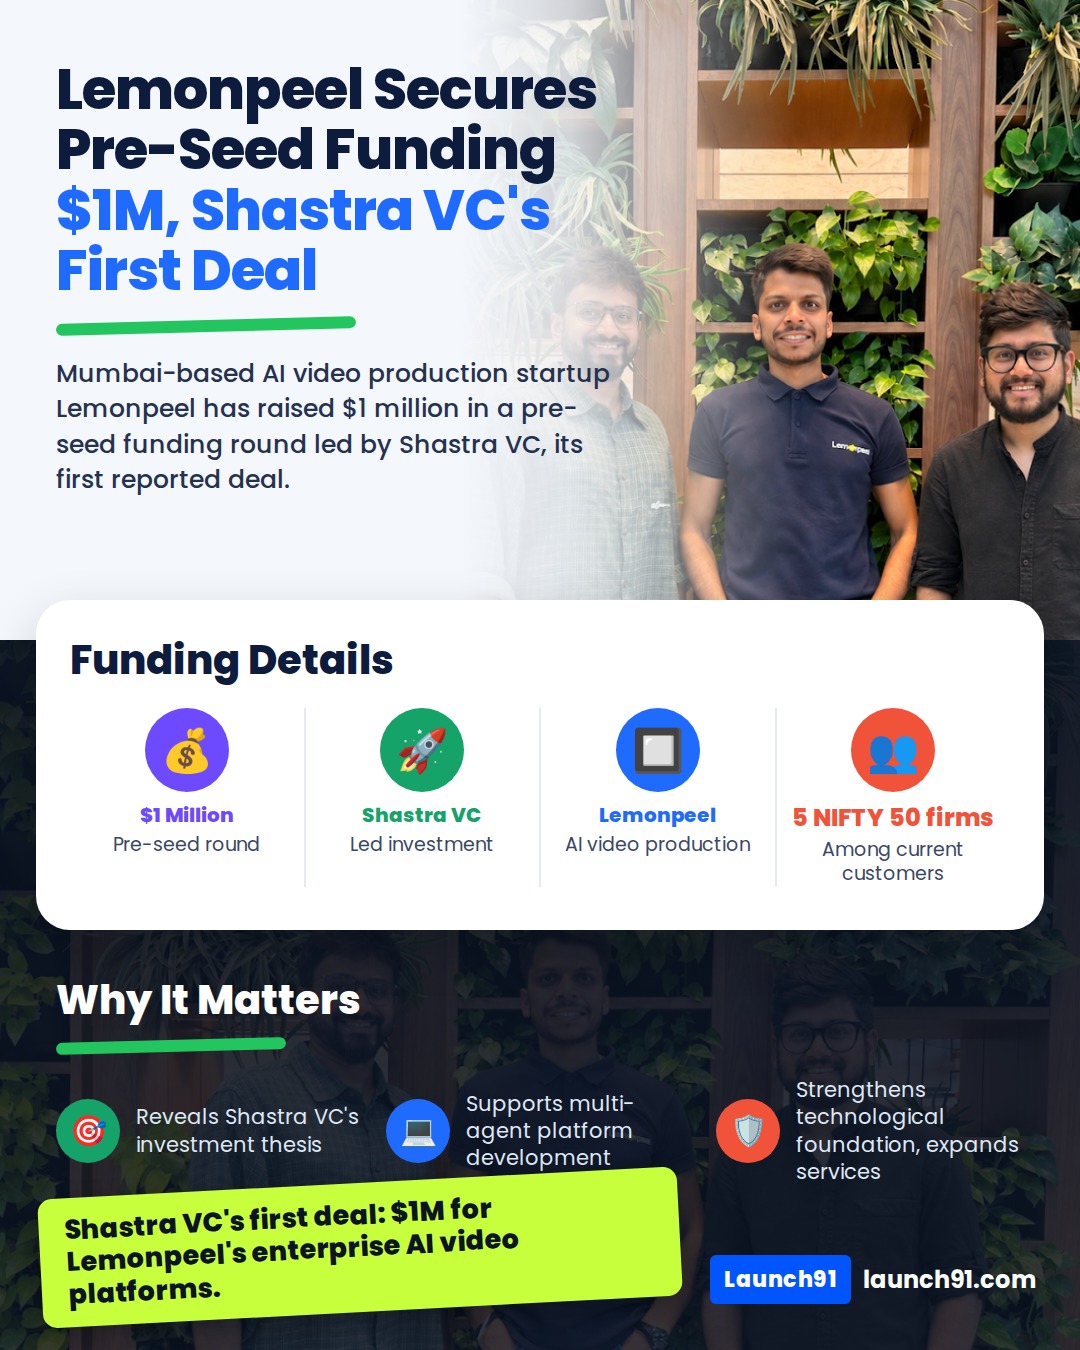 Lemonpeel Secures
Pre-Seed Funding
$1M, Shastra VC's
First Deal
Mumbai-based AI video production startup
Lemonpeel has raised $1 million in a pre-
seed funding round led by Shastra VC, its
first reported deal.
Lemonpeel
Funding Details
$1 Million
Pre-seed round
Shastra VC
Led investment
Lemonpeel
AI video production
5 NIFTY 50 firms
Among current
customers
Why It Matters
Reveals Shastra VC's
investment thesis
Supports multi-
agent platform
development
Strengthens
technological
foundation, expands
services
Shastra VC's first deal: $1M for
Lemonpeel's enterprise AI video
platforms.
Launch91
launch91.com